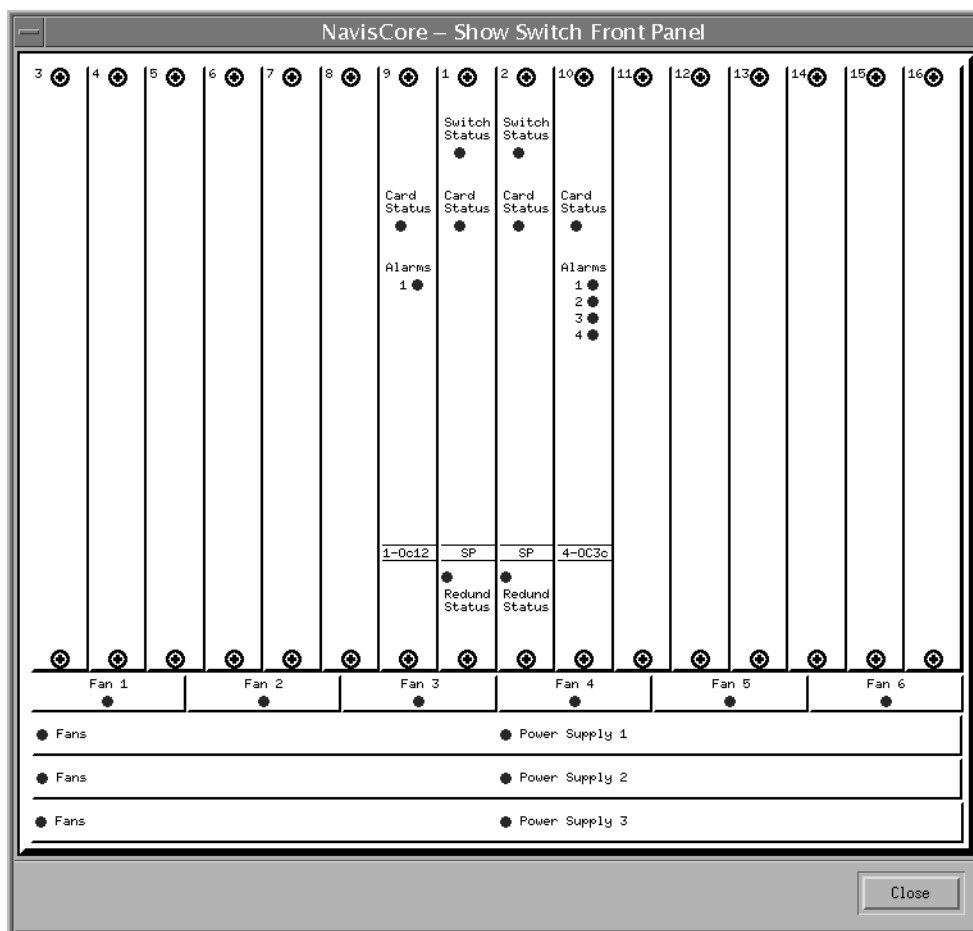 NavisCore – Show Switch Front Panel
3 4 5 6 7 8 9 1 2 10 11 12 13 14 15 16
Switch Switch
Status Status
Card Card Card Card
Status Status Status Status
Alarms Alarms
1 1
2
3
4
1-Oc12 SP SP 4-OC3c
Redund Redund
Status Status
Fan 1 Fan 2 Fan 3 Fan 4 Fan 5 Fan 6
Fans Power Supply 1
Fans Power Supply 2
Fans Power Supply 3
Close